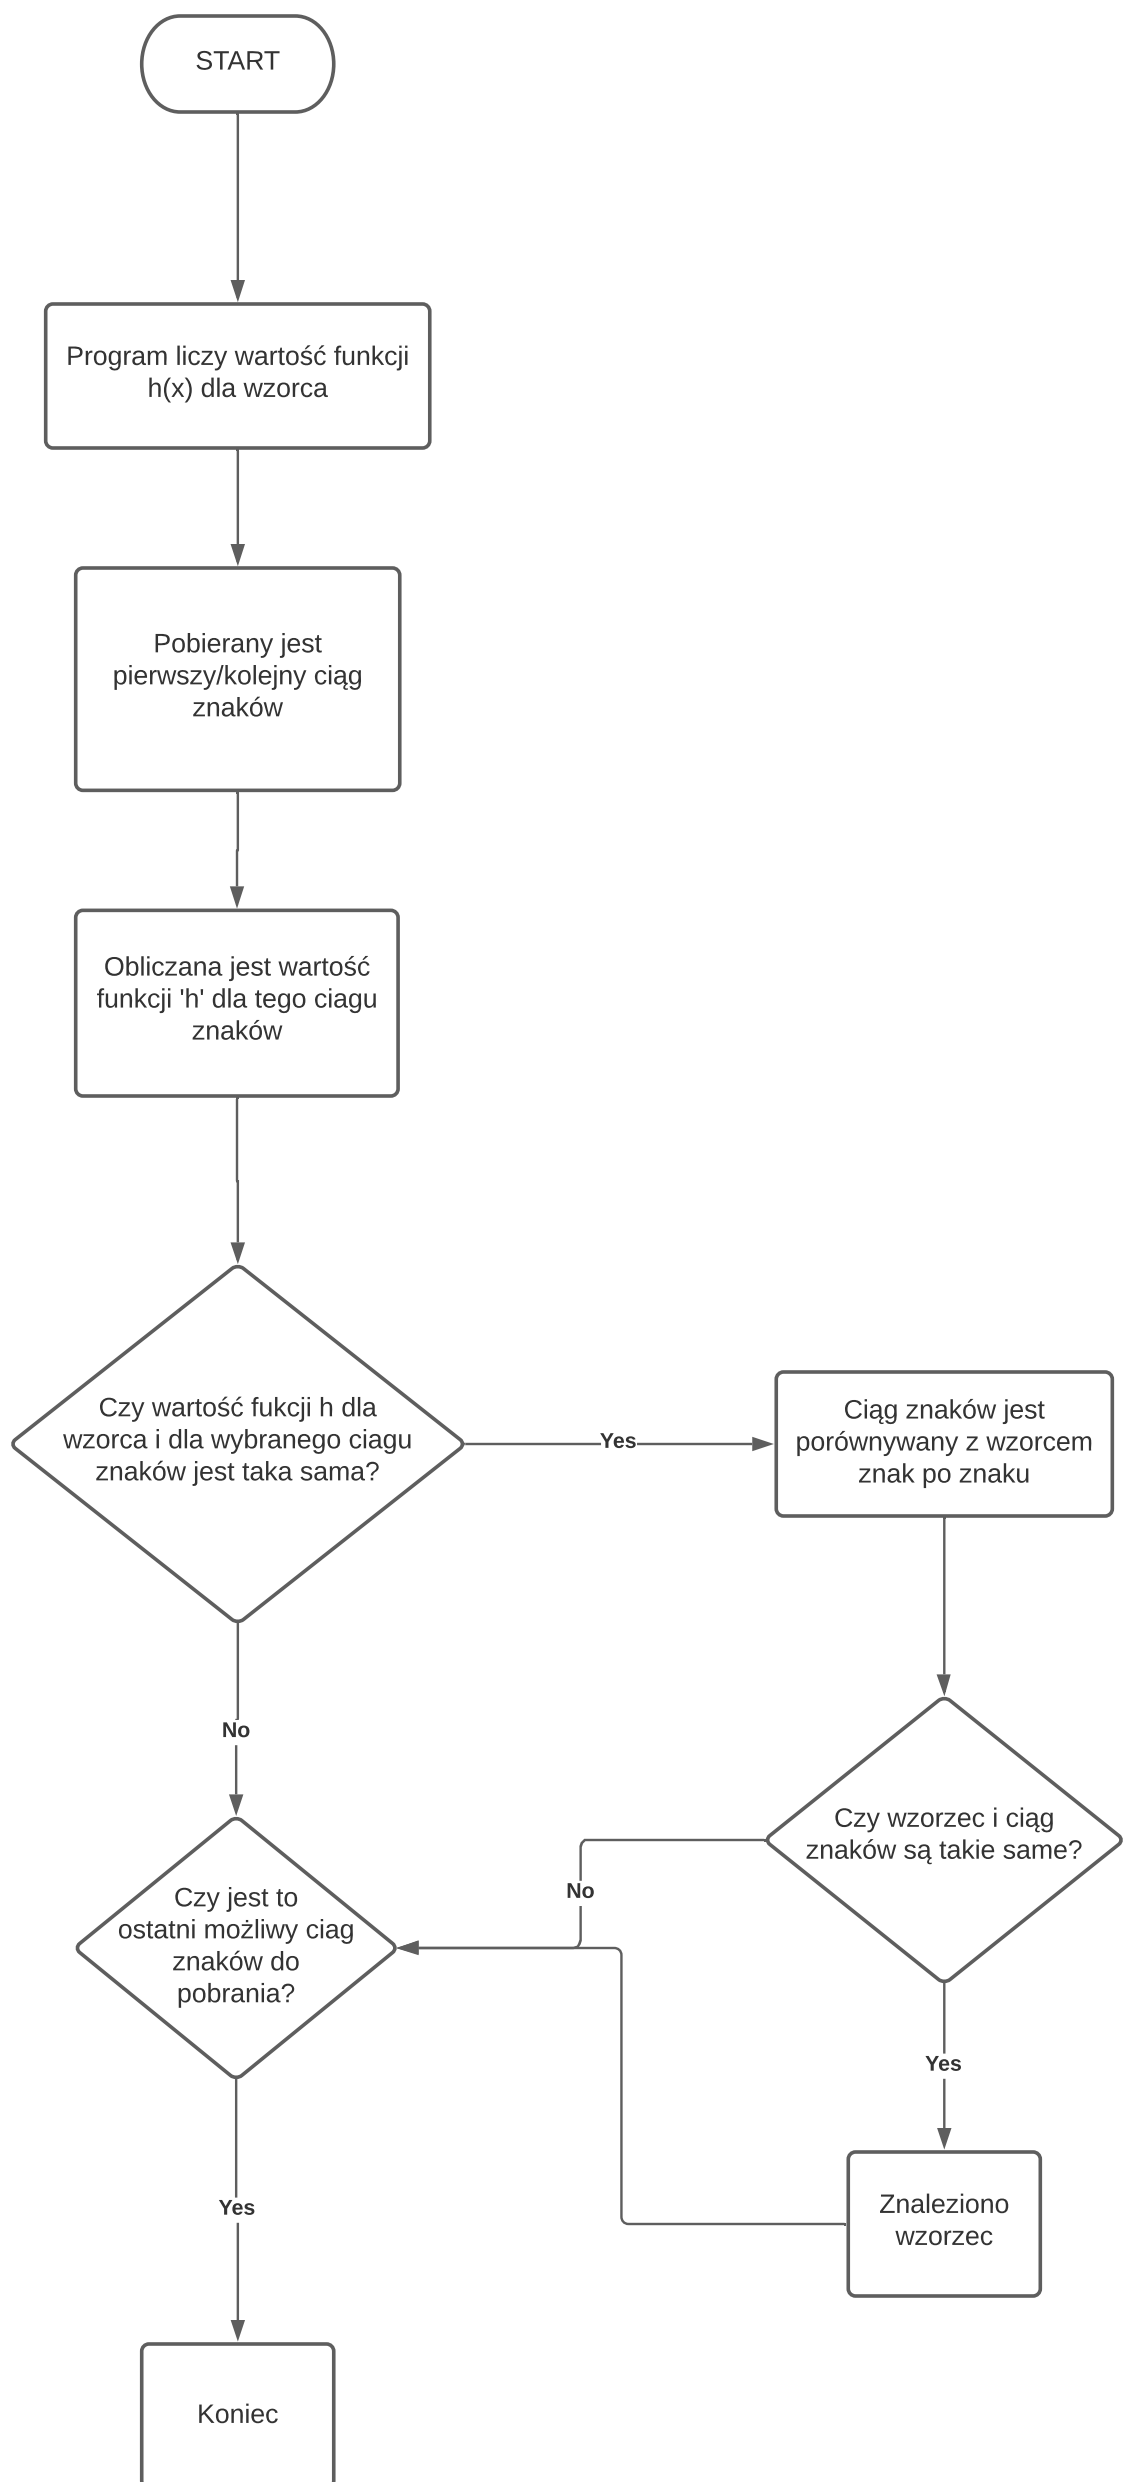 START
Program liczy wartość funkcji
h(x) dla wzorca
Pobierany jest
pierwszy/kolejny ciąg
znaków
Obliczana jest wartość
funkcji 'h' dla tego ciagu
znaków
Czy wartość fukcji h dla
wzorca i dla wybranego ciagu
znaków jest taka sama?
Yes
Ciąg znaków jest
porównywany z wzorcem
znak po znaku
No
Czy wzorzec i ciąg
znaków są takie same?
No
Czy jest to
ostatni możliwy ciag
znaków do
pobrania?
Yes
Znaleziono
wzorzec
Yes
Koniec